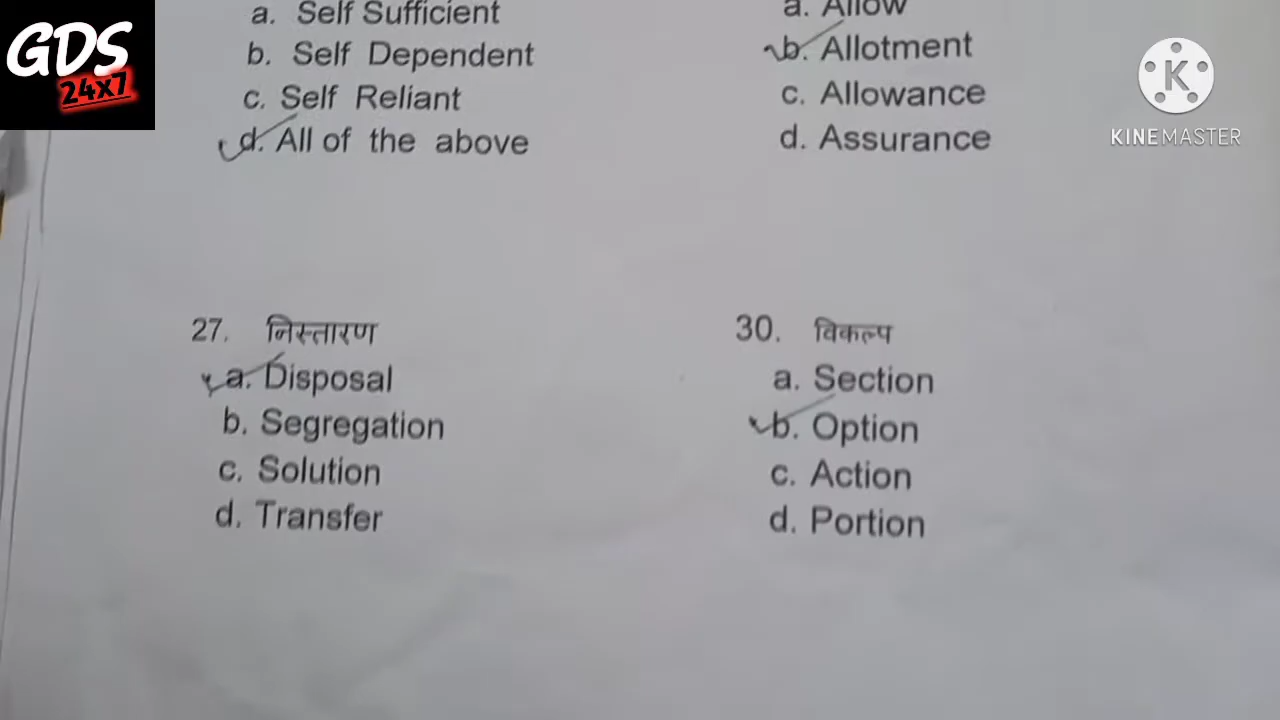 GDS
24x7
a. Self Sufficient
b. Self Dependent
c. Self Reliant
d. All of the above
27. निस्तारण
a. Disposal
b. Segregation
c. Solution
d. Transfer
a. Allow
b. Allotment
c. Allowance
d. Assurance
30. विकल्प
a. Section
b. Option
c. Action
d. Portion
K
KINEMASTER